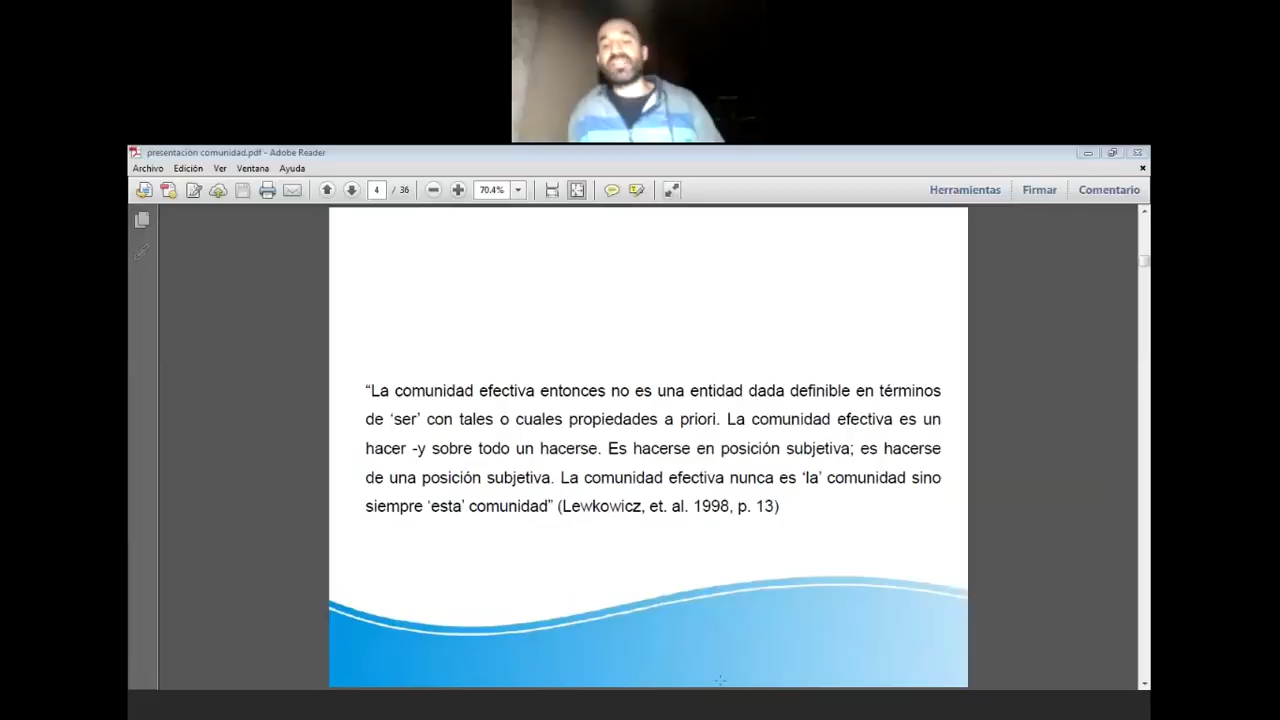 presentación comunidad.pdf - Adobe Reader
Archivo Edición Ver Ventana Ayuda
4 / 36 70.4% Herramientas Firmar Comentario
“La comunidad efectiva entonces no es una entidad dada definible en términos
de ‘ser’ con tales o cuales propiedades a priori. La comunidad efectiva es un
hacer -y sobre todo un hacerse. Es hacerse en posición subjetiva; es hacerse
de una posición subjetiva. La comunidad efectiva nunca es ‘la’ comunidad sino
siempre ‘esta’ comunidad” (Lewkowicz, et. al. 1998, p. 13)